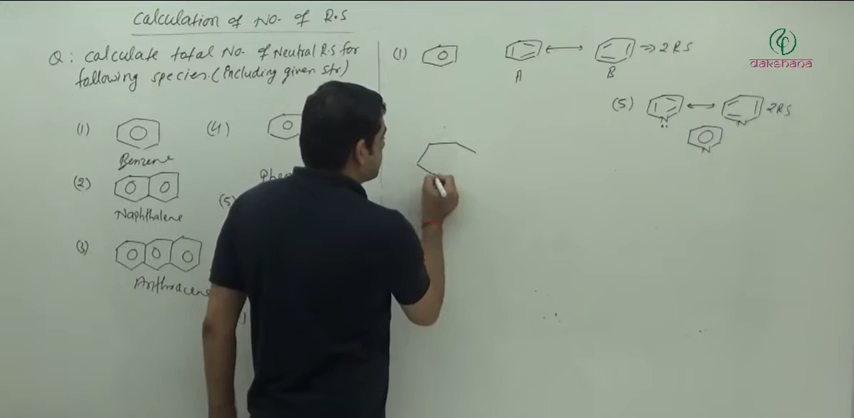 Calculation of No. of R.S
Q: Calculate total No. of Neutral R.S for
following species. (Including given str)
(1)
Benzene
(2)
Naphthalene
(3)
Anthracene
(4)
Phe
(5)
(1)
A
B
⇒ 2 RS
(5)
N
N
2RS
N
Dakshana